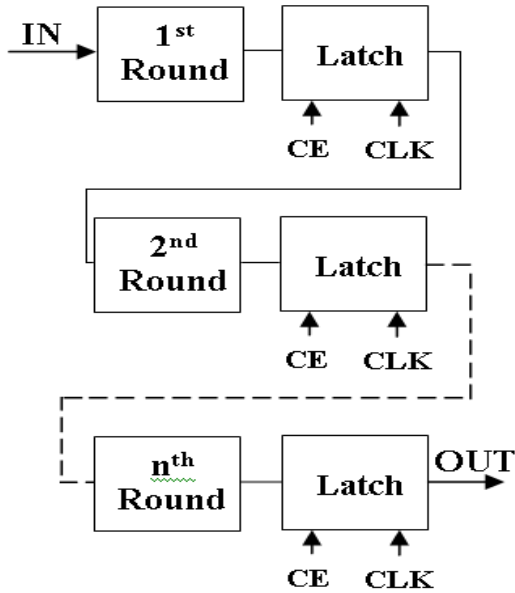 IN
1st
Round
Latch
CE CLK
2nd
Round
Latch
CE CLK
nth
Round
Latch
OUT
CE CLK